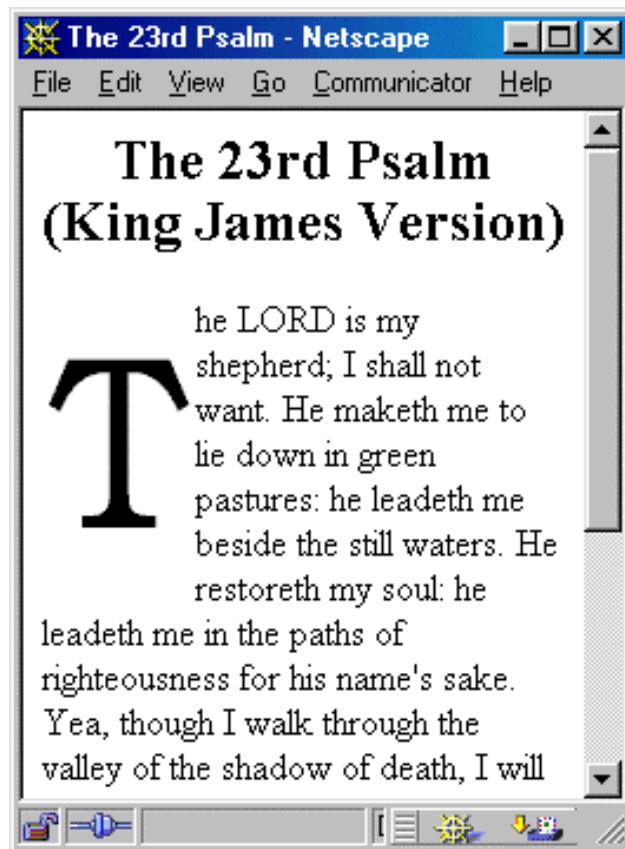 The 23rd Psalm - Netscape
File Edit View Go Communicator Help
The 23rd Psalm
(King James Version)
The LORD is my
shepherd; I shall not
want. He maketh me to
lie down in green
pastures: he leadeth me
beside the still waters. He
restoreth my soul: he
leadeth me in the paths of
righteousness for his name's sake.
Yea, though I walk through the
valley of the shadow of death, I will